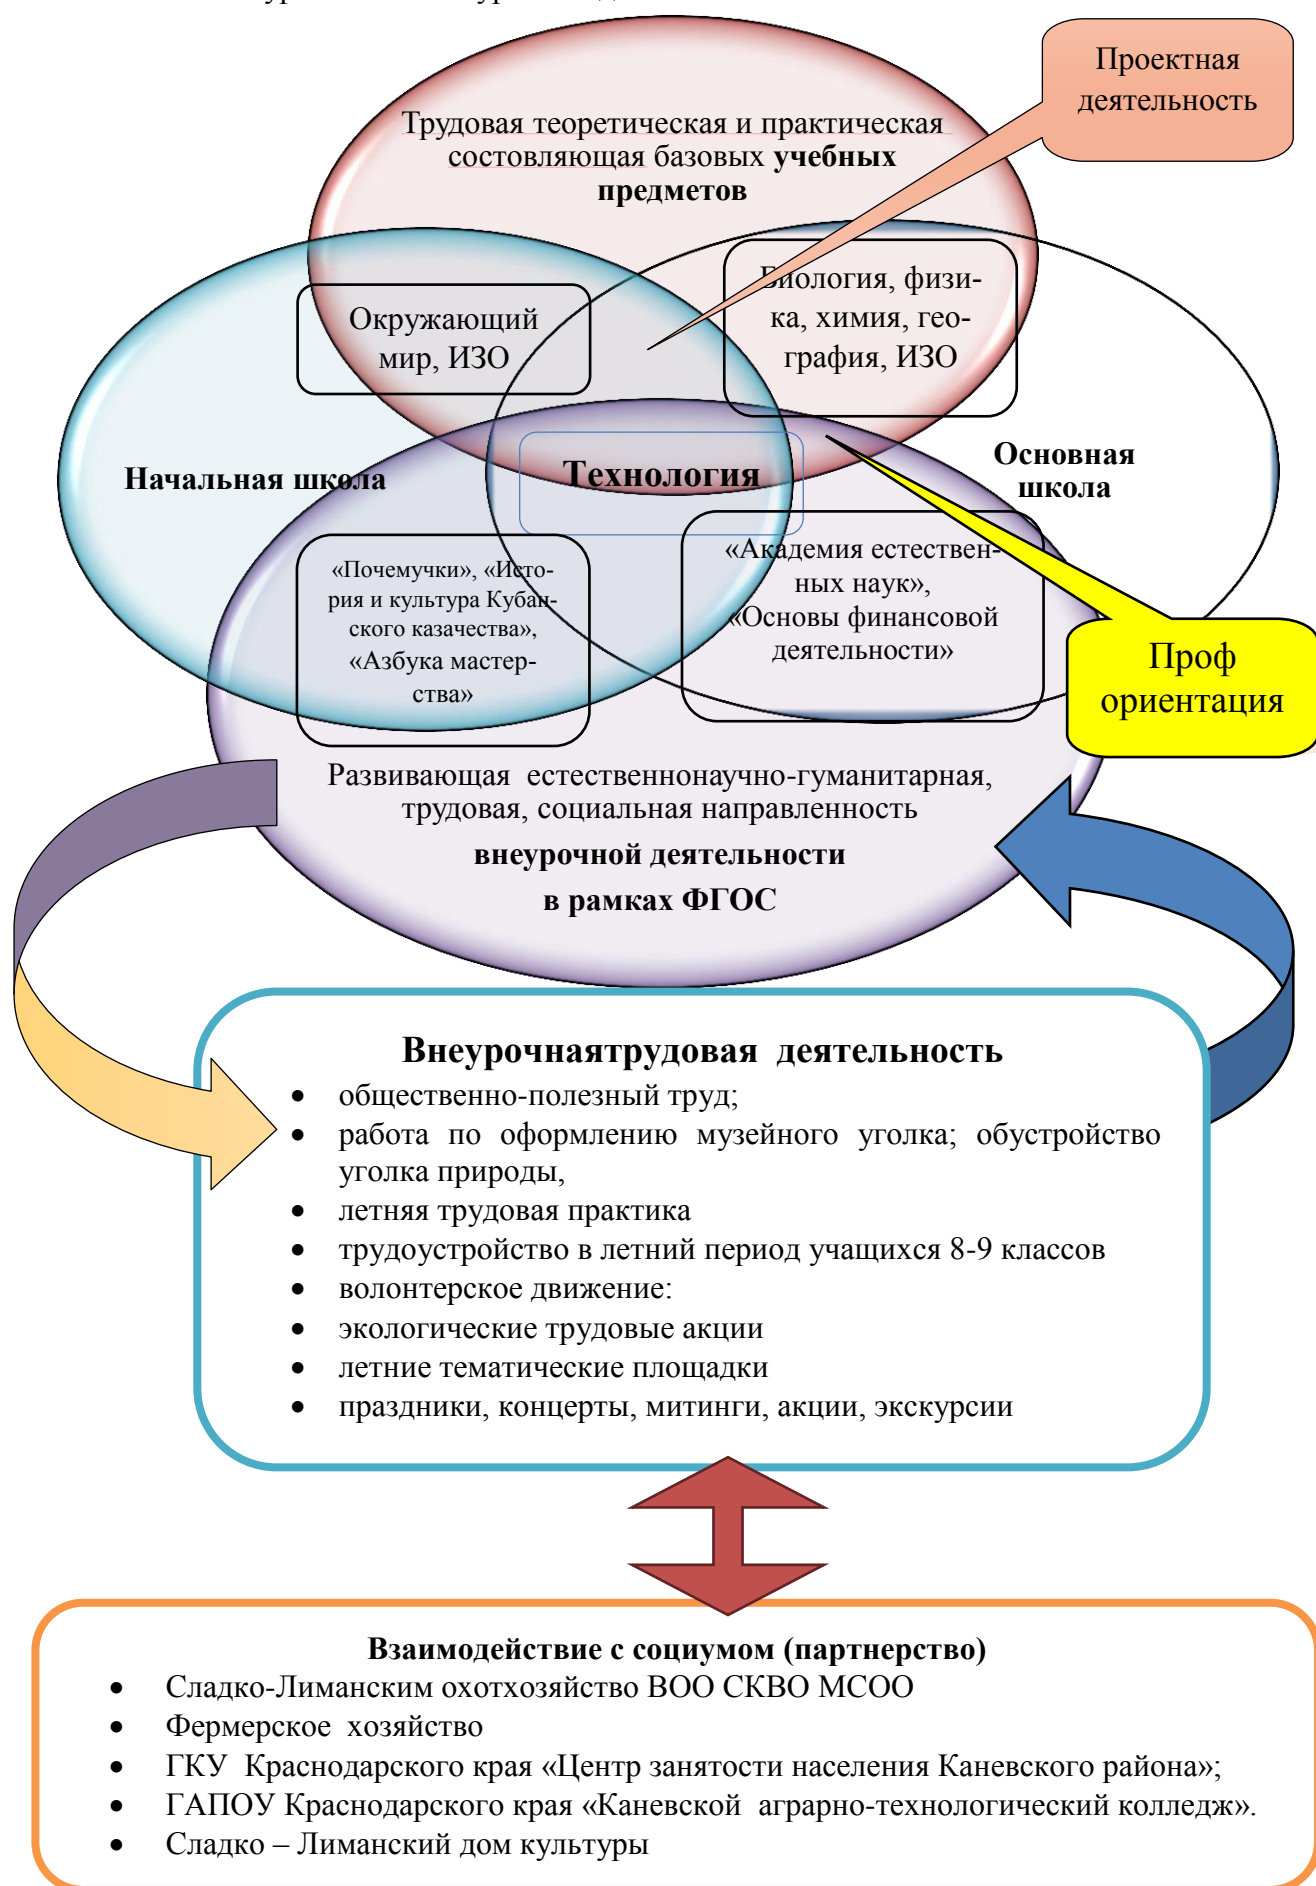 Проектная
деятельность
Трудовая теоретическая и практическая
состовляющая базовых учебных
предметов
Биология, физи-
ка, химия, гео-
графия, ИЗО
Окружающий
мир, ИЗО
Основная
школа
Технология
Начальная школа
«Академия естествен-
ных наук»,
«Основы финансовой
деятельности»
«Почемучки», «Исто-
рия и культура Кубан-
ского казачества»,
«Азбука мастер-
ства»
Проф
ориентация
Развивающая естественнонаучно-гуманитарная,
трудовая, социальная направленность
внеурочной деятельности
в рамках ФГОС
Внеурочнаятрудовая деятельность
• общественно-полезный труд;
• работа по оформлению музейного уголка; обустройство
уголка природы,
• летняя трудовая практика
• трудоустройство в летний период учащихся 8-9 классов
• волонтерское движение:
• экологические трудовые акции
• летние тематические площадки
• праздники, концерты, митинги, акции, экскурсии
Взаимодействие с социумом (партнерство)
• Сладко-Лиманским охотхозяйство ВОО СКВО МСОО
• Фермерское хозяйство
• ГКУ Краснодарского края «Центр занятости населения Каневского района»;
• ГАПОУ Краснодарского края «Каневской аграрно-технологический колледж».
• Сладко – Лиманский дом культуры